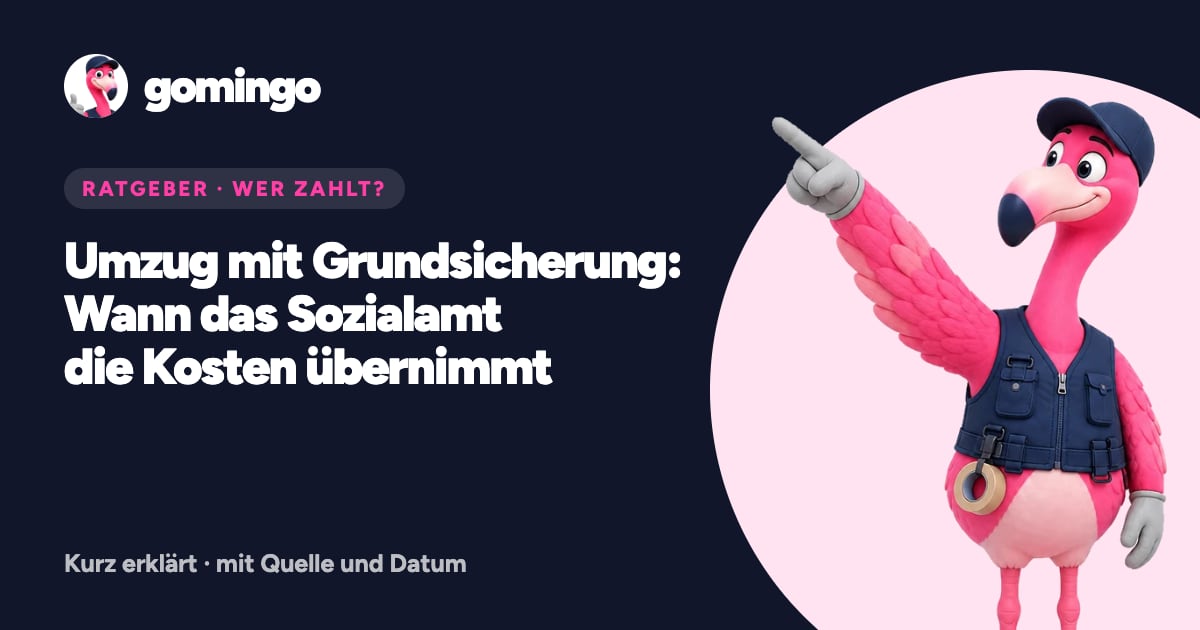 gomingo
RATGEBER · WER ZAHLT?
Umzug mit Grundsicherung:
Wann das Sozialamt
die Kosten übernimmt
Kurz erklärt · mit Quelle und Datum